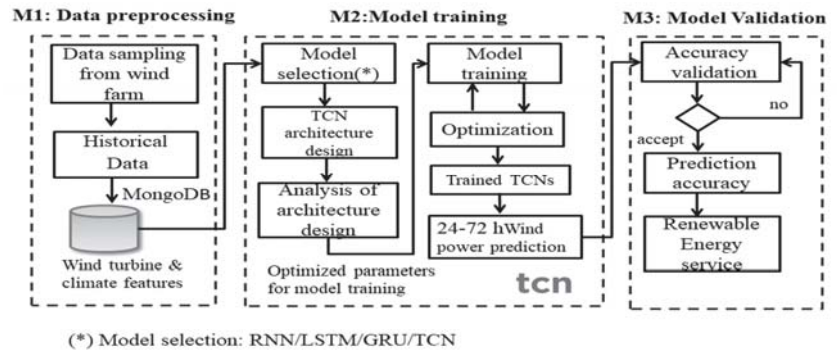 M1: Data preprocessing
Data sampling
from wind
farm
Historical
Data
MongoDB
Wind turbine &
climate features
M2:Model training
Model
selection(*)
TCN
architecture
design
Analysis of
architecture
design
Optimized parameters
for model training
Model
training
Optimization
Trained TCNs
24-72 hWind
power prediction
tcn
M3: Model Validation
Accuracy
validation
no
accept
Prediction
accuracy
Renewable
Energy
service
(*) Model selection: RNN/LSTM/GRU/TCN